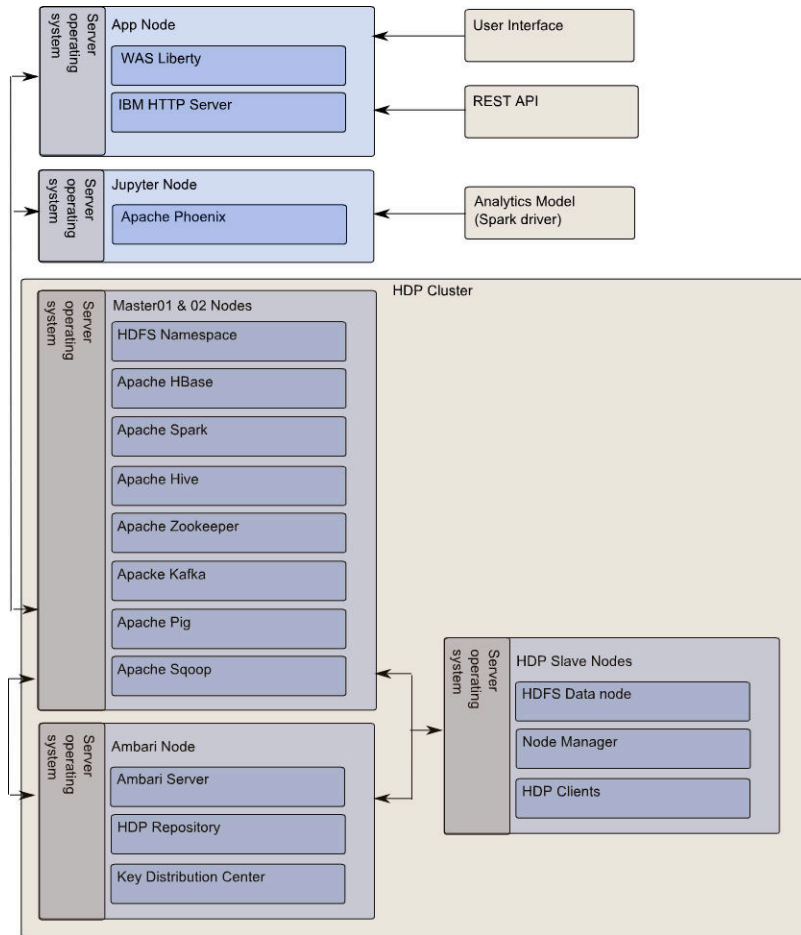 Server
operating
system
App Node
WAS Liberty
IBM HTTP Server
User Interface
REST API
Server
operating
system
Jupyter Node
Apache Phoenix
Analytics Model
(Spark driver)
HDP Cluster
Server
operating
system
Master01 & 02 Nodes
HDFS Namespace
Apache HBase
Apache Spark
Apache Hive
Apache Zookeeper
Apacke Kafka
Apache Pig
Apache Sqoop
Server
operating
system
HDP Slave Nodes
HDFS Data node
Node Manager
HDP Clients
Server
operating
system
Ambari Node
Ambari Server
HDP Repository
Key Distribution Center